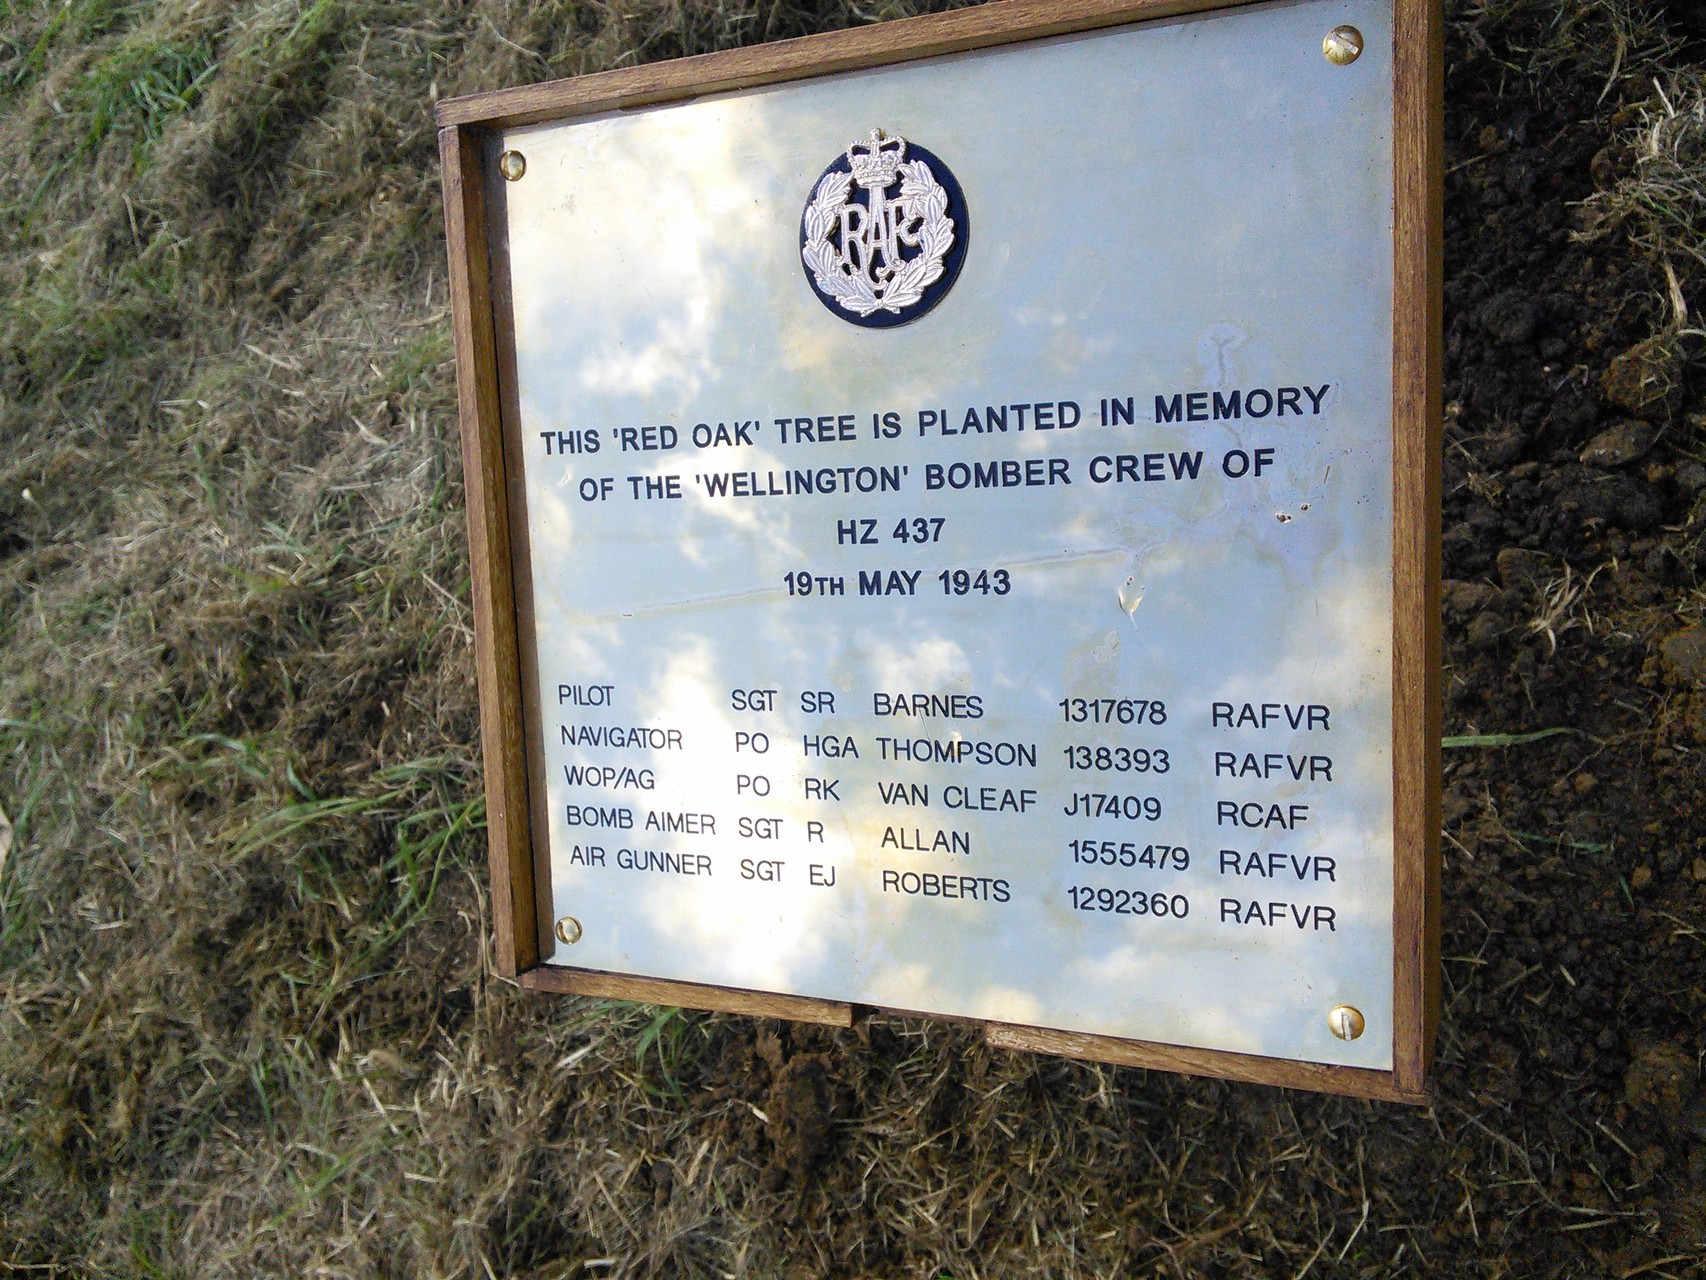 RAF
THIS 'RED OAK' TREE IS PLANTED IN MEMORY
OF THE 'WELLINGTON' BOMBER CREW OF
HZ 437
19TH MAY 1943
PILOT SGT SR BARNES 1317678 RAFVR
NAVIGATOR PO HGA THOMPSON 138393 RAFVR
WOP/AG PO RK VAN CLEAF J17409 RCAF
BOMB AIMER SGT R ALLAN 1555479 RAFVR
AIR GUNNER SGT EJ ROBERTS 1292360 RAFVR